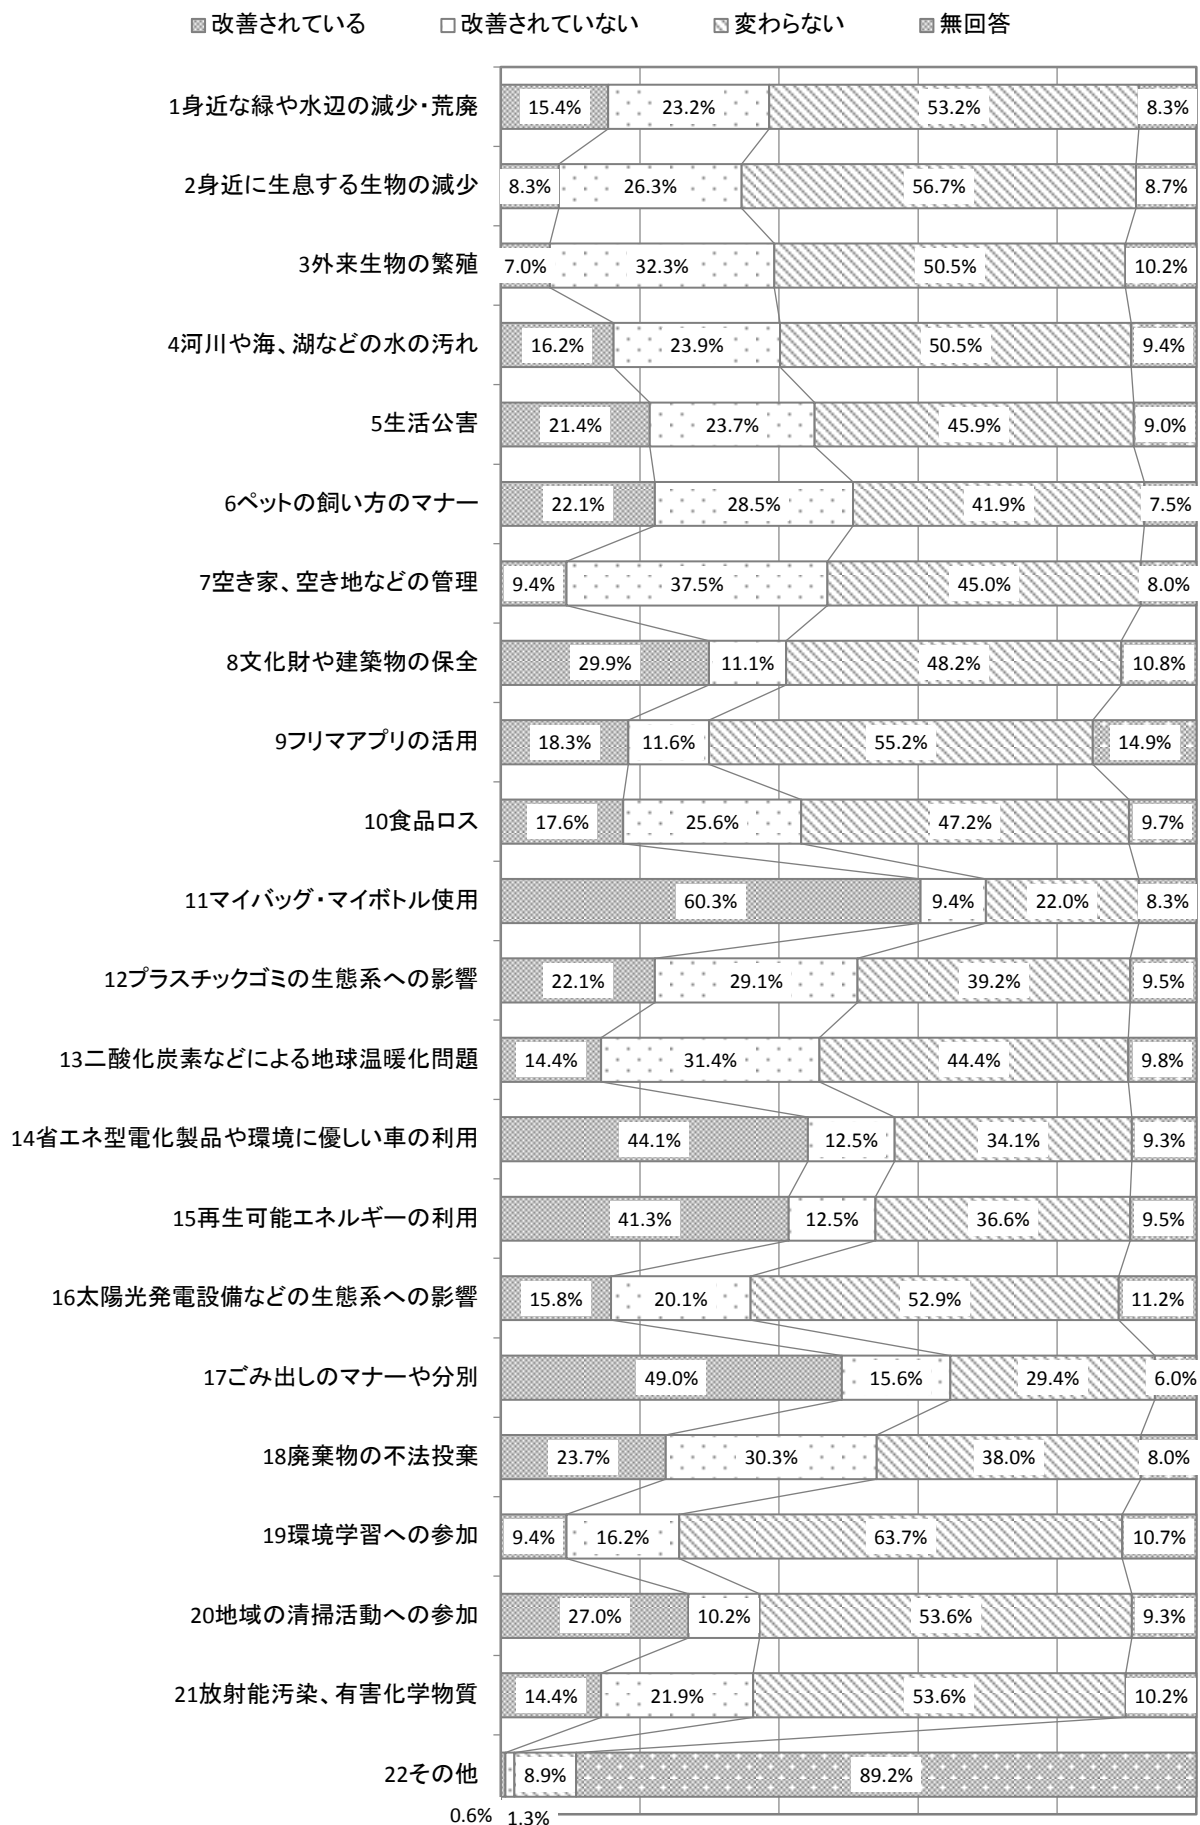 改善されている 改善されていない 変わらない 無回答
1身近な緑や水辺の減少・荒廃 15.4% 23.2% 53.2% 8.3%
2身近に生息する生物の減少 8.3% 26.3% 56.7% 8.7%
3外来生物の繁殖 7.0% 32.3% 50.5% 10.2%
4河川や海、湖などの水の汚れ 16.2% 23.9% 50.5% 9.4%
5生活公害 21.4% 23.7% 45.9% 9.0%
6ペットの飼い方のマナー 22.1% 28.5% 41.9% 7.5%
7空き家、空き地などの管理 9.4% 37.5% 45.0% 8.0%
8文化財や建築物の保全 29.9% 11.1% 48.2% 10.8%
9フリマアプリの活用 18.3% 11.6% 55.2% 14.9%
10食品ロス 17.6% 25.6% 47.2% 9.7%
11マイバッグ・マイボトル使用 60.3% 9.4% 22.0% 8.3%
12プラスチックゴミの生態系への影響 22.1% 29.1% 39.2% 9.5%
13二酸化炭素などによる地球温暖化問題 14.4% 31.4% 44.4% 9.8%
14省エネ型電化製品や環境に優しい車の利用 44.1% 12.5% 34.1% 9.3%
15再生可能エネルギーの利用 41.3% 12.5% 36.6% 9.5%
16太陽光発電設備などの生態系への影響 15.8% 20.1% 52.9% 11.2%
17ごみ出しのマナーや分別 49.0% 15.6% 29.4% 6.0%
18廃棄物の不法投棄 23.7% 30.3% 38.0% 8.0%
19環境学習への参加 9.4% 16.2% 63.7% 10.7%
20地域の清掃活動への参加 27.0% 10.2% 53.6% 9.3%
21放射能汚染、有害化学物質 14.4% 21.9% 53.6% 10.2%
22その他 8.9% 89.2%
0.6% 1.3%